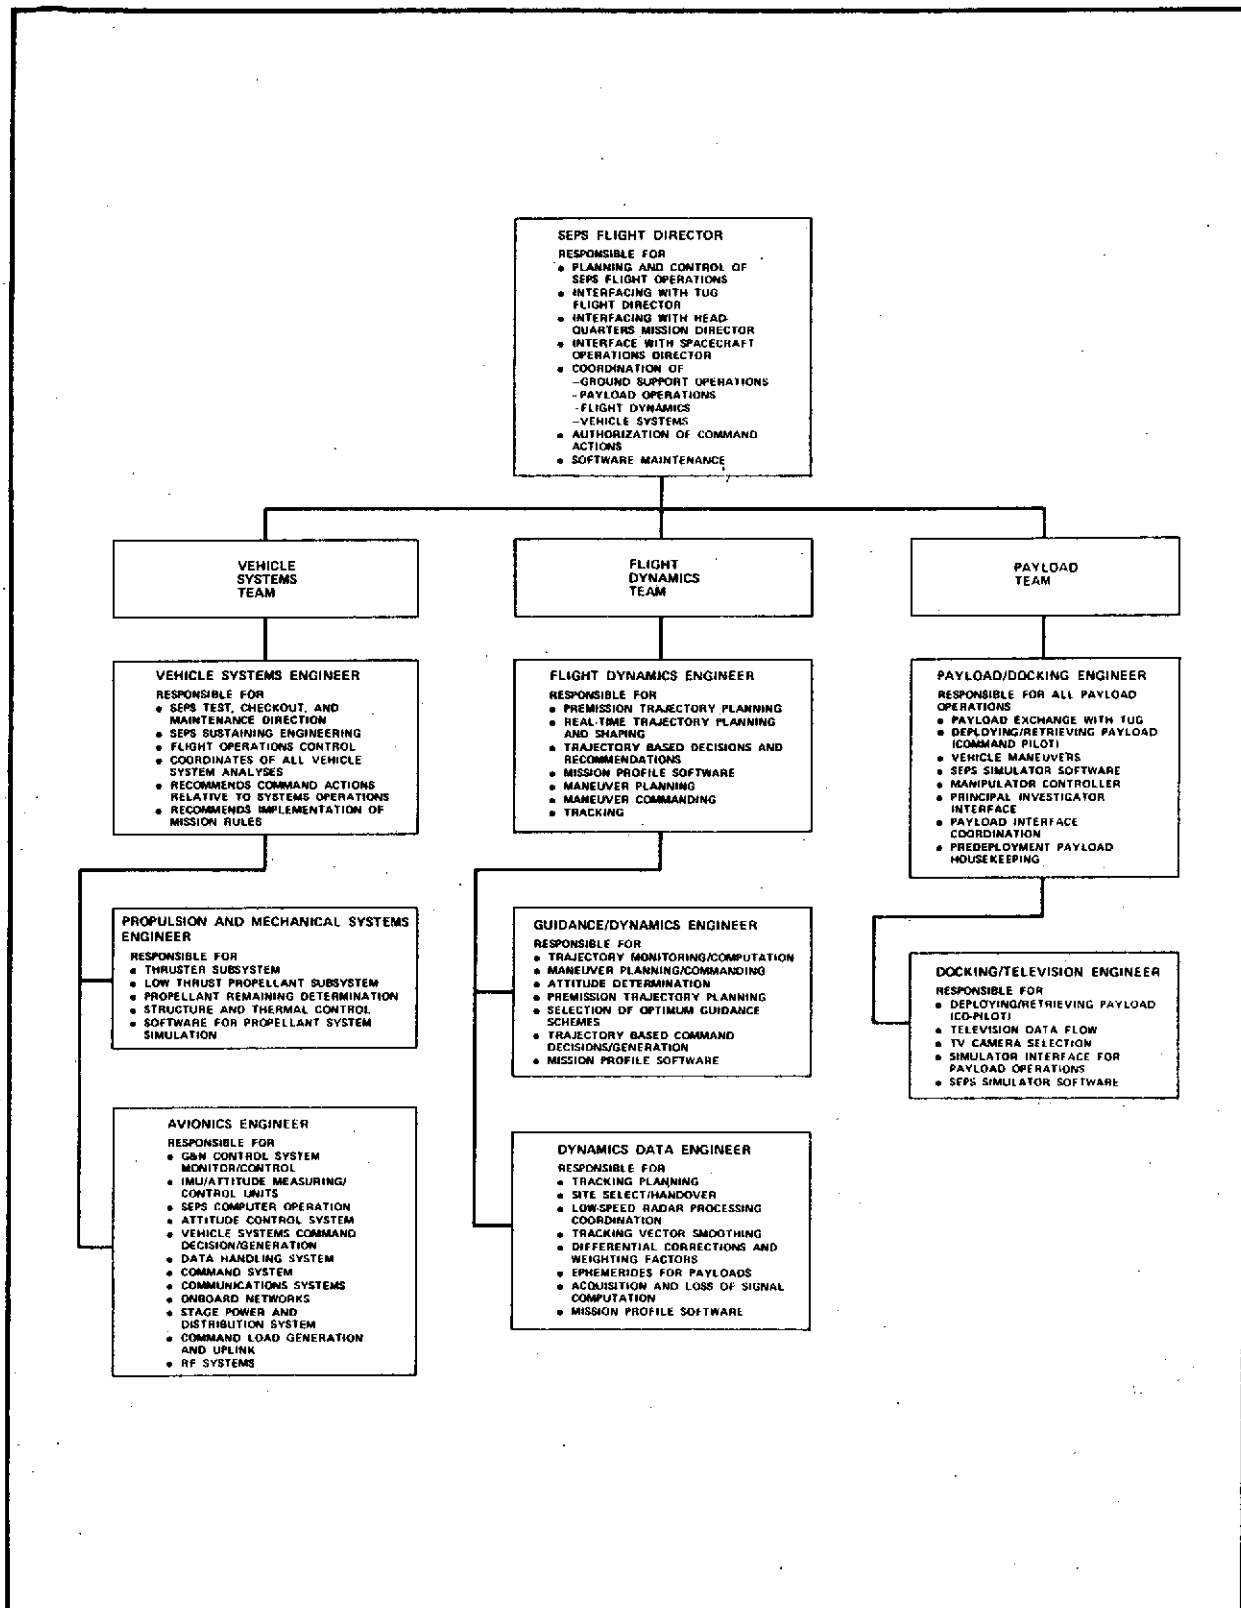 SEPS FLIGHT DIRECTOR
RESPONSIBLE FOR
• PLANNING AND CONTROL OF
SEPS FLIGHT OPERATIONS
• INTERFACING WITH TUG
FLIGHT DIRECTOR
• INTERFACING WITH HEAD
QUARTERS MISSION DIRECTOR
• INTERFACE WITH SPACECRAFT
OPERATIONS DIRECTOR
• COORDINATION OF
–GROUND SUPPORT OPERATIONS
-PAYLOAD OPERATIONS
-FLIGHT DYNAMICS
–VEHICLE SYSTEMS
• AUTHORIZATION OF COMMAND
ACTIONS
• SOFTWARE MAINTENANCE
VEHICLE
SYSTEMS
TEAM
VEHICLE SYSTEMS ENGINEER
RESPONSIBLE FOR
• SEPS TEST, CHECKOUT, AND
MAINTENANCE DIRECTION
• SEPS SUSTAINING ENGINEERING
• FLIGHT OPERATIONS CONTROL
• COORDINATES OF ALL VEHICLE
SYSTEM ANALYSES
• RECOMMENDS COMMAND ACTIONS
RELATIVE TO SYSTEMS OPERATIONS
• RECOMMENDS IMPLEMENTATION OF
MISSION RULES
PROPULSION AND MECHANICAL SYSTEMS
ENGINEER
RESPONSIBLE FOR
• THRUSTER SUBSYSTEM
• LOW THRUST PROPELLANT SUBSYSTEM
• PROPELLANT REMAINING DETERMINATION
• STRUCTURE AND THERMAL CONTROL
• SOFTWARE FOR PROPELLANT SYSTEM
SIMULATION
AVIONICS ENGINEER
RESPONSIBLE FOR
• G&N CONTROL SYSTEM
MONITOR/CONTROL
• IMU/ATTITUDE MEASURING/
CONTROL UNITS
• SEPS COMPUTER OPERATION
• ATTITUDE CONTROL SYSTEM
• VEHICLE SYSTEMS COMMAND
DECISION/GENERATION
• DATA HANDLING SYSTEM
• COMMAND SYSTEM
• COMMUNICATIONS SYSTEMS
• ONBOARD NETWORKS
• STAGE POWER AND
DISTRIBUTION SYSTEM
• COMMAND LOAD GENERATION
AND UPLINK
• RF SYSTEMS
FLIGHT
DYNAMICS
TEAM
FLIGHT DYNAMICS ENGINEER
RESPONSIBLE FOR
• PREMISSION TRAJECTORY PLANNING
• REAL-TIME TRAJECTORY PLANNING
AND SHAPING
• TRAJECTORY BASED DECISIONS AND
RECOMMENDATIONS
• MISSION PROFILE SOFTWARE
• MANEUVER PLANNING
• MANEUVER COMMANDING
• TRACKING
GUIDANCE/DYNAMICS ENGINEER
RESPONSIBLE FOR
• TRAJECTORY MONITORING/COMPUTATION
• MANEUVER PLANNING/COMMANDING
• ATTITUDE DETERMINATION
• PREMISSION TRAJECTORY PLANNING
• SELECTION OF OPTIMUM GUIDANCE
SCHEMES
• TRAJECTORY BASED COMMAND
DECISIONS/GENERATION
• MISSION PROFILE SOFTWARE
DYNAMICS DATA ENGINEER
RESPONSIBLE FOR
• TRACKING PLANNING
• SITE SELECT/HANDOVER
• LOW-SPEED RADAR PROCESSING
COORDINATION
• TRACKING VECTOR SMOOTHING
• DIFFERENTIAL CORRECTIONS AND
WEIGHTING FACTORS
• EPHEMERIDES FOR PAYLOADS
• ACQUISITION AND LOSS OF SIGNAL
COMPUTATION
• MISSION PROFILE SOFTWARE
PAYLOAD
TEAM
PAYLOAD/DOCKING ENGINEER
RESPONSIBLE FOR ALL PAYLOAD
OPERATIONS
• PAYLOAD EXCHANGE WITH TUG
• DEPLOYING/RETRIEVING PAYLOAD
(COMMAND PILOT)
• VEHICLE MANEUVERS
• SEPS SIMULATOR SOFTWARE
• MANIPULATOR CONTROLLER
• PRINCIPAL INVESTIGATOR
INTERFACE
• PAYLOAD INTERFACE
COORDINATION
• PREDEPLOYMENT PAYLOAD
HOUSEKEEPING
DOCKING/TELEVISION ENGINEER
RESPONSIBLE FOR
• DEPLOYING/RETRIEVING PAYLOAD
(CO-PILOT)
• TELEVISION DATA FLOW
• TV CAMERA SELECTION
• SIMULATOR INTERFACE FOR
PAYLOAD OPERATIONS
• SEPS SIMULATOR SOFTWARE